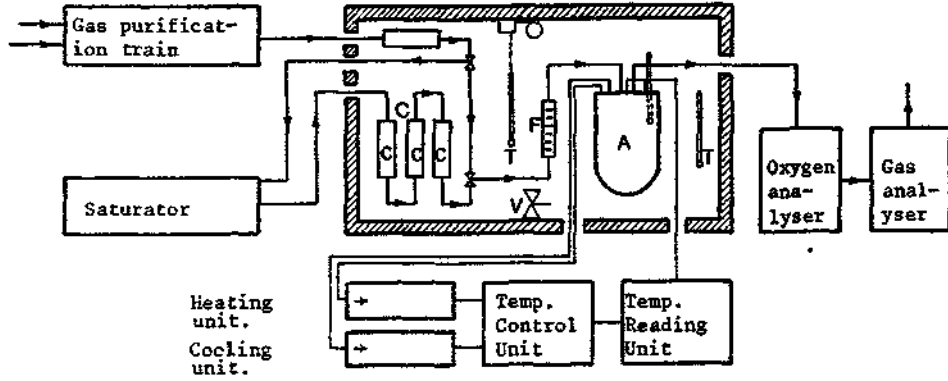 Gas purificat-
ion train
Saturator
C
C
C
C
T
F
V
A
T
Oxygen
ana-
lyser
Gas
anal-
yser
Heating
unit.
Cooling
unit.
Temp.
Control
Unit
Temp.
Reading
Unit